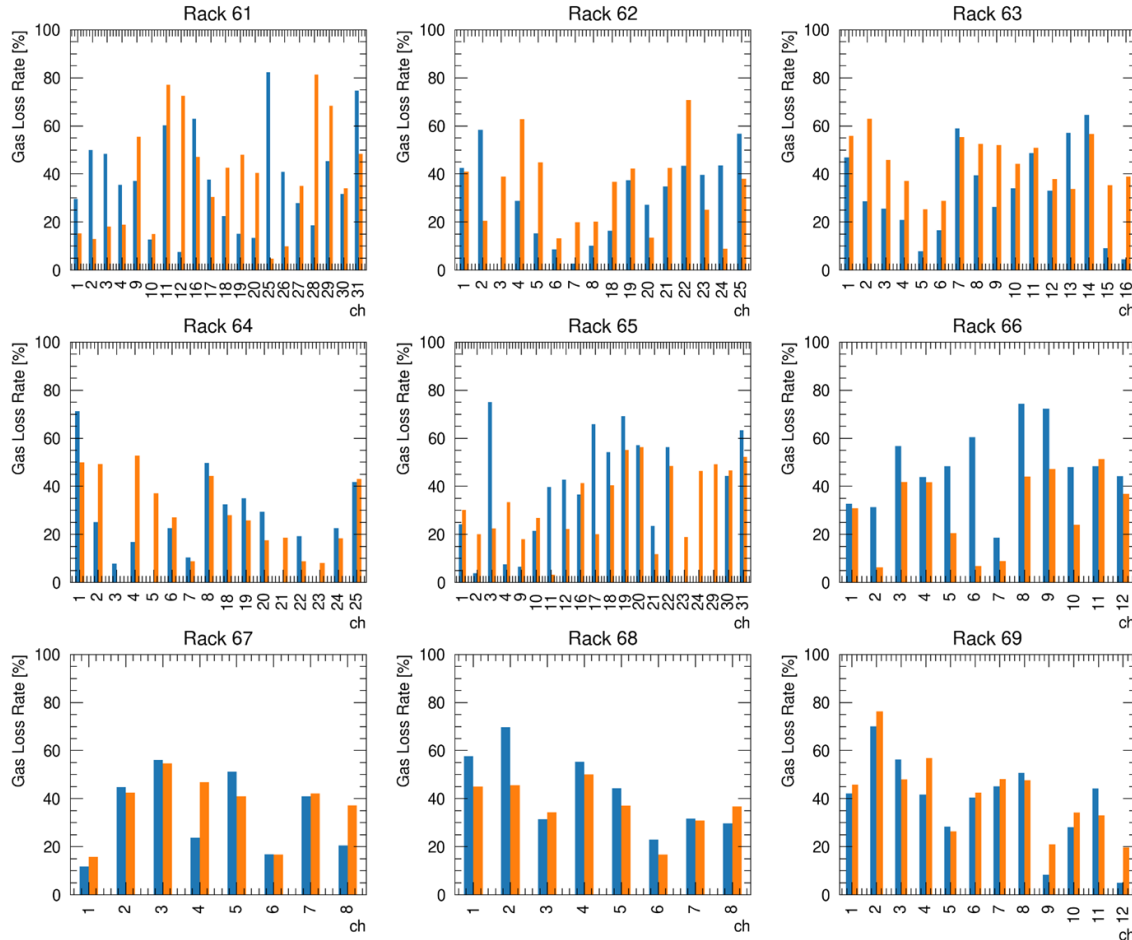 Rack 61
Gas Loss Rate [%]
100
80
60
40
20
0
1 2 3 4 9 10 11 12 16 17 18 19 20 25 26 27 28 29 30 31
ch
Rack 62
Gas Loss Rate [%]
100
80
60
40
20
0
1 2 3 4 5 6 7 8 18 19 20 21 22 23 24 25
ch
Rack 63
Gas Loss Rate [%]
100
80
60
40
20
0
1 2 3 4 5 6 7 8 9 10 11 12 13 14 15 16
ch
Rack 64
Gas Loss Rate [%]
100
80
60
40
20
0
1 2 3 4 5 6 7 8 18 19 20 21 22 23 24 25
ch
Rack 65
Gas Loss Rate [%]
100
80
60
40
20
0
1 2 3 4 9 10 11 12 16 17 18 19 20 21 22 23 24 29 30 31
ch
Rack 66
Gas Loss Rate [%]
100
80
60
40
20
0
1 2 3 4 5 6 7 8 9 10 11 12
ch
Rack 67
Gas Loss Rate [%]
100
80
60
40
20
0
1 2 3 4 5 6 7 8
ch
Rack 68
Gas Loss Rate [%]
100
80
60
40
20
0
1 2 3 4 5 6 7 8
ch
Rack 69
Gas Loss Rate [%]
100
80
60
40
20
0
1 2 3 4 5 6 7 8 9 10 11 12
ch